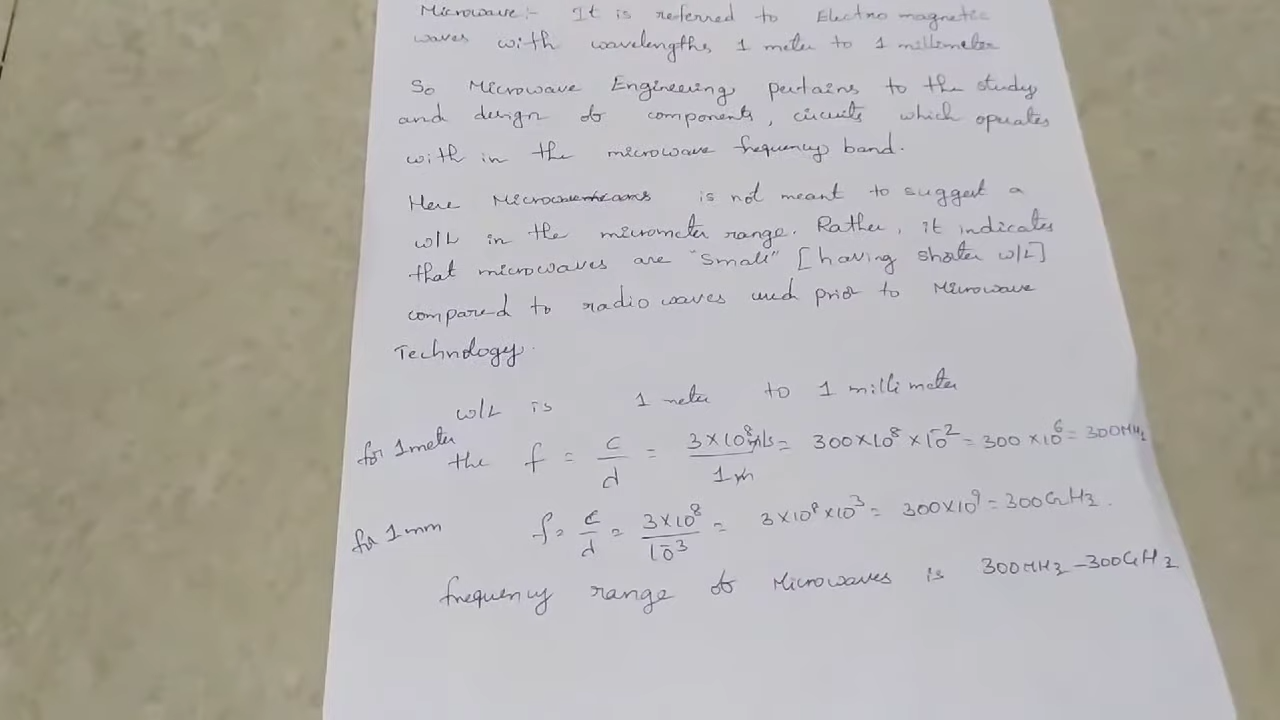 Microwave:- It is referred to Electro magnetic
waves with wavelengths 1 meter to 1 millimeter
So Microwave Engineering pertains to the study
and design of components, circuits which operates
with in the microwave frequency band.
Here Micro is not meant to suggest a
W/L in the micrometer range. Rather, it indicates
that microwaves are "small" [having shorter W/L]
compared to radio waves used prior to Microwave
Technology.
W/L is 1 meter to 1 milli meter
for 1 meter the f = c/d = 3×10⁸ m/s / 1m = 300×10⁸ × 10⁻² = 300×10⁶ = 300MHz
for 1mm f = c/d = 3×10⁸/10⁻³ = 3×10⁸×10³ = 300×10⁹ = 300GHz.
frequency range of Microwaves is 300MHz - 300GHz